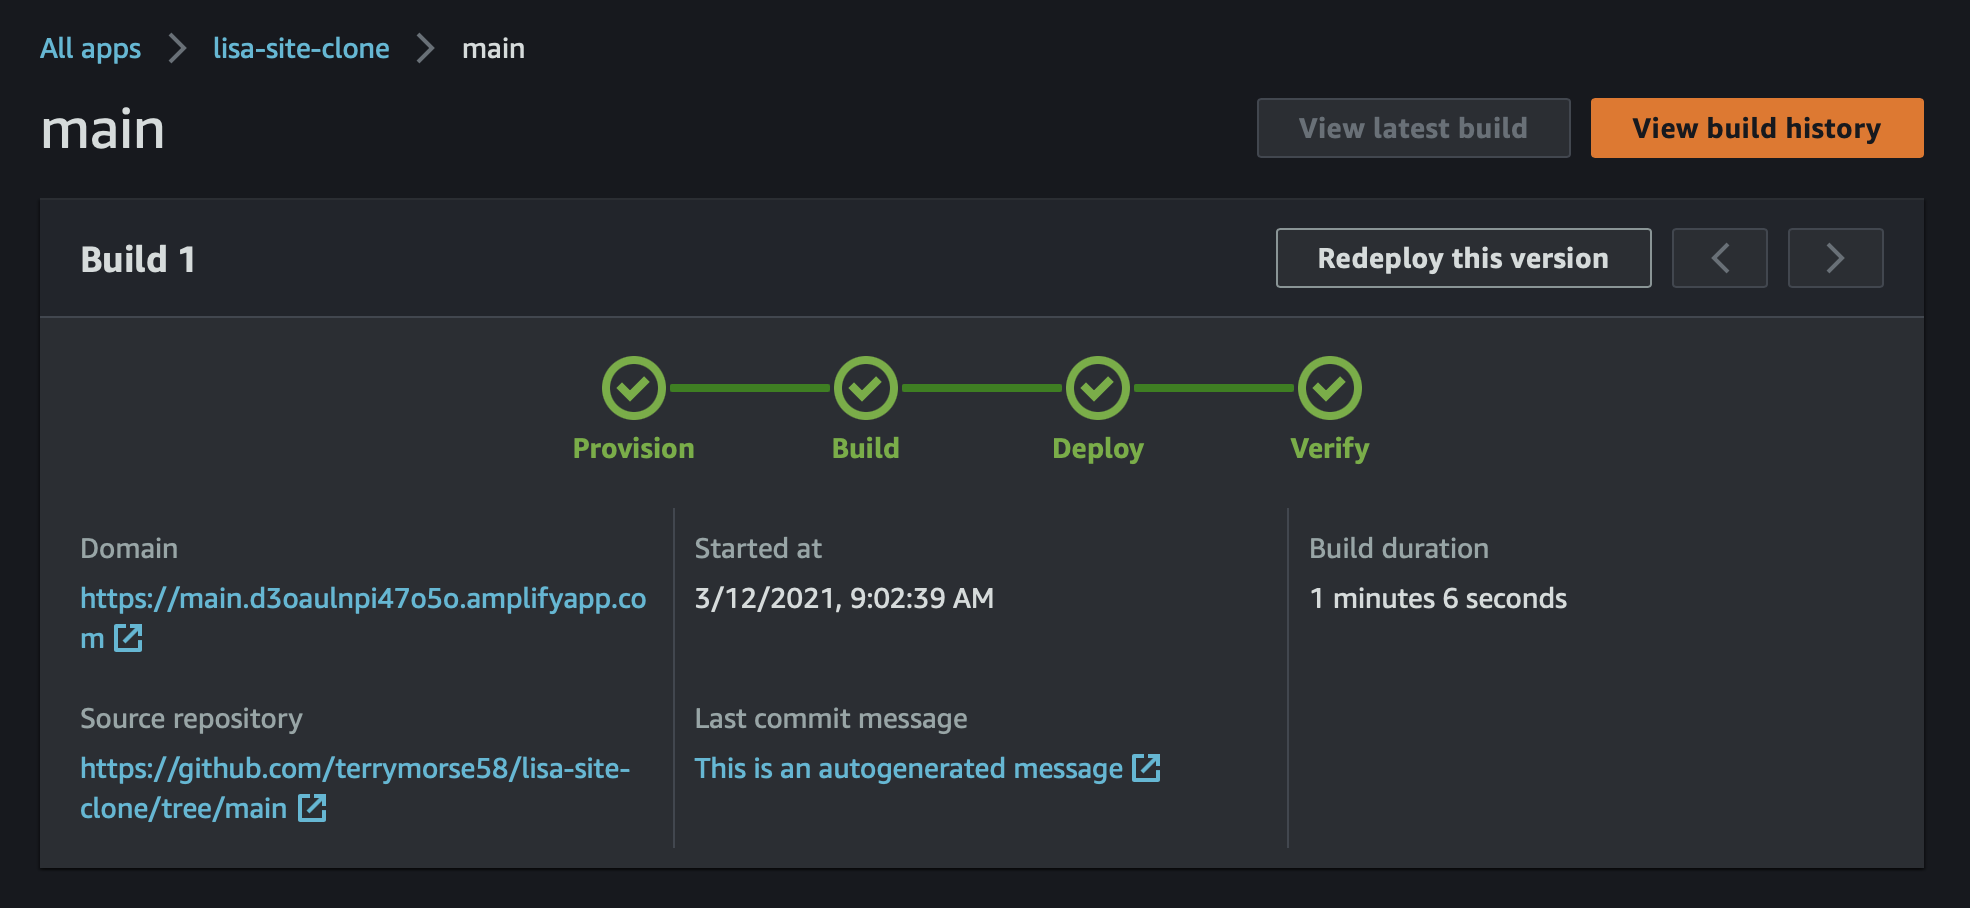 All apps lisa-site-clone main
main
View latest build View build history
Build 1
Redeploy this version
Provision Build Deploy Verify
Domain
https://main.d3oaulnpi47o5o.amplifyapp.co
m
Started at
3/12/2021, 9:02:39 AM
Build duration
1 minutes 6 seconds
Source repository
https://github.com/terrymorse58/lisa-site-
clone/tree/main
Last commit message
This is an autogenerated message